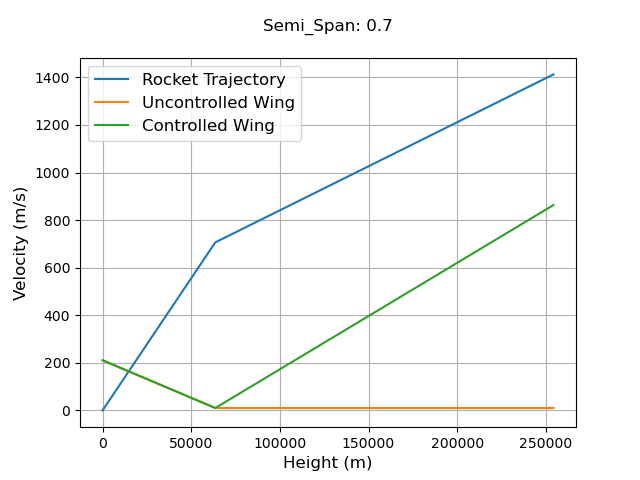 Semi_Span: 0.7
Rocket Trajectory
Uncontrolled Wing
Controlled Wing
1400
1200
1000
800
600
400
200
0
Velocity (m/s)
0 50000 100000 150000 200000 250000
Height (m)